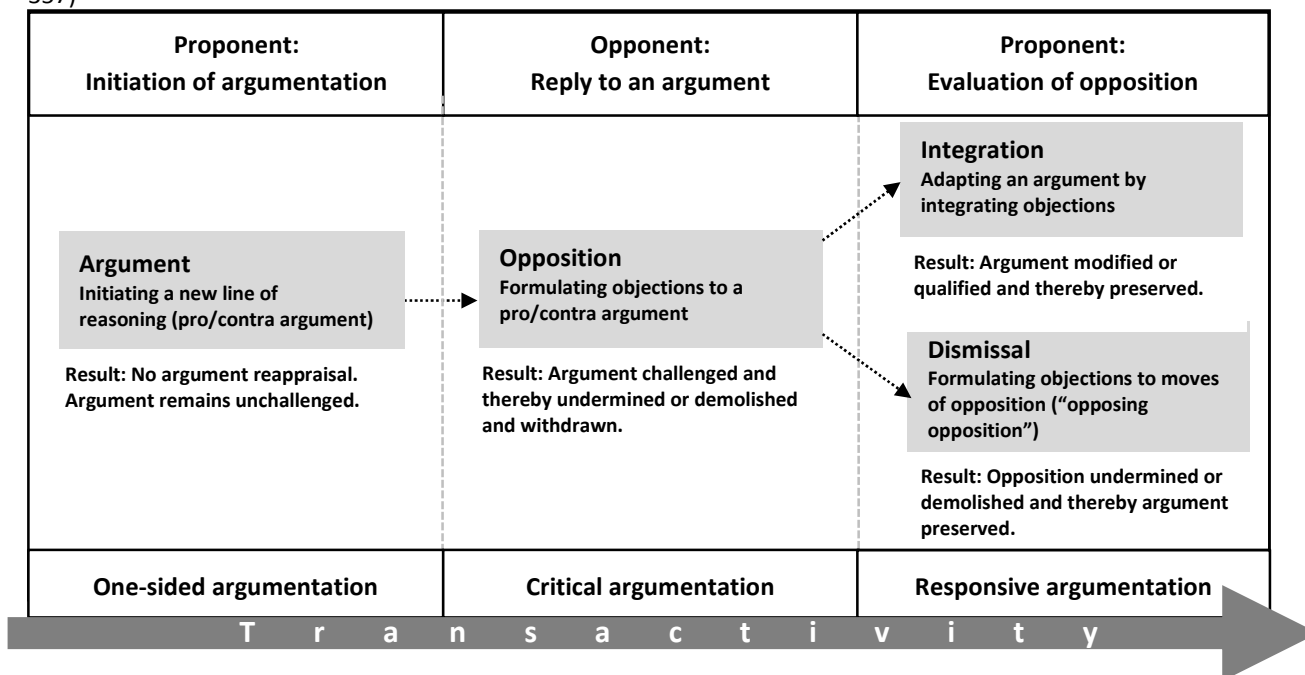 Proponent:
Initiation of argumentation
Opponent:
Reply to an argument
Proponent:
Evaluation of opposition
Argument
Initiating a new line of
reasoning (pro/contra argument)
Result: No argument reappraisal.
Argument remains unchallenged.
Opposition
Formulating objections to a
pro/contra argument
Result: Argument challenged and
thereby undermined or demolished
and withdrawn.
Integration
Adapting an argument by
integrating objections
Result: Argument modified or
qualified and thereby preserved.
Dismissal
Formulating objections to moves
of opposition (“opposing
opposition”)
Result: Opposition undermined or
demolished and thereby argument
preserved.
One-sided argumentation
Critical argumentation
Responsive argumentation
T r a n s a c t i v i t y